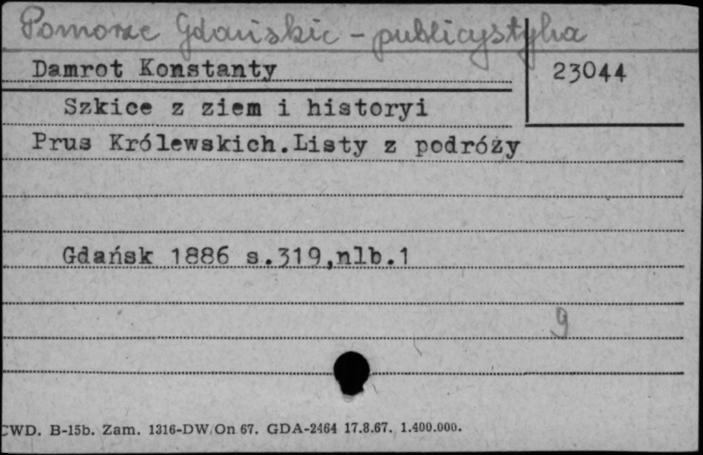 Pomorze Gdańskie - publicystyka
Damrot Konstanty
23044
Szkice z ziem i historyi
Prus Królewskich.Listy z podróży
Gdańsk 1886 s.319,nlb.1
9
CWD. B-15b. Zam. 1316-DW/On 67. GDA-2464 17.8.67. 1.400.000.